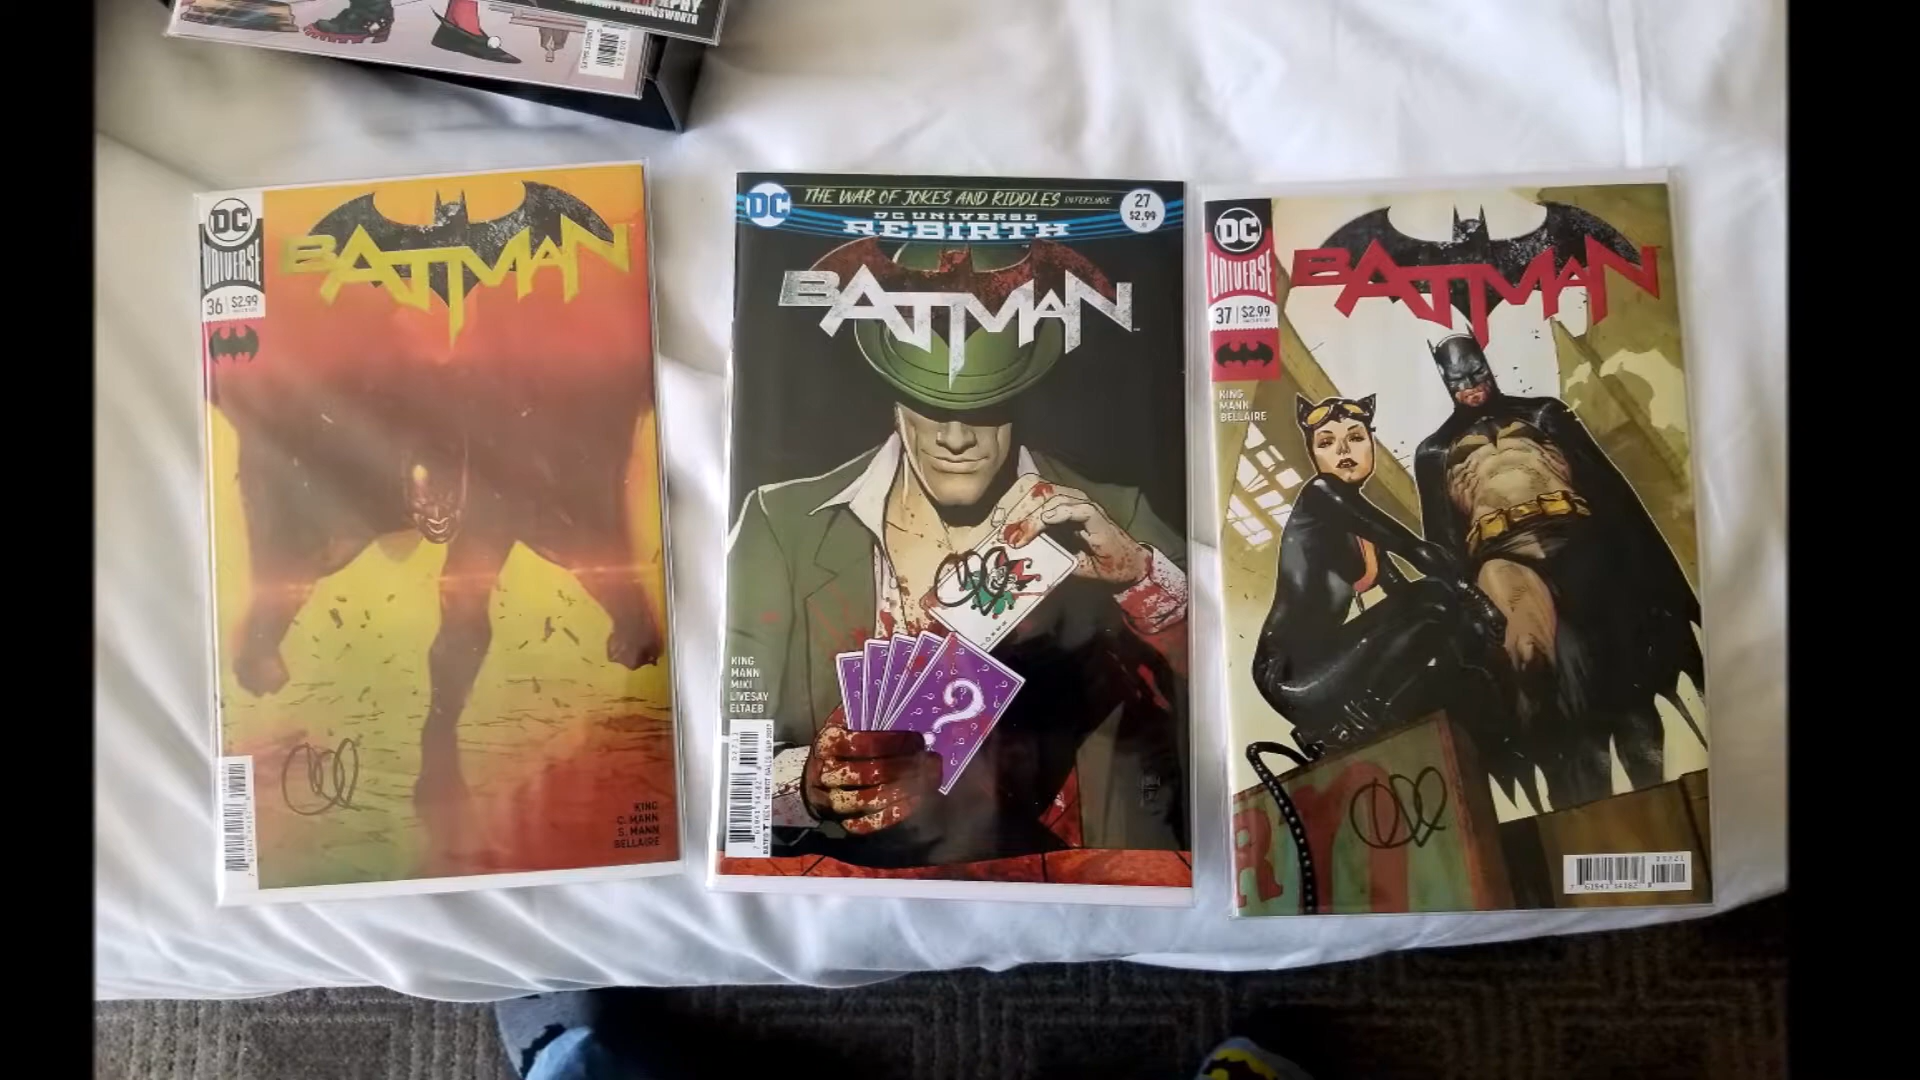 DC
UNIVERSE
36 $2.99
BATMAN
KING
C. MANN
S. MANN
BELLAIRE
DC
THE WAR OF JOKES AND RIDDLES INTERLUDE
DC UNIVERSE
REBIRTH
27
$2.99
BATMAN
?
KING
MANN
MIKI
LIVESAY
ELTAEB
DC
UNIVERSE
37 $2.99
BATMAN
KING
MANN
BELLAIRE
R